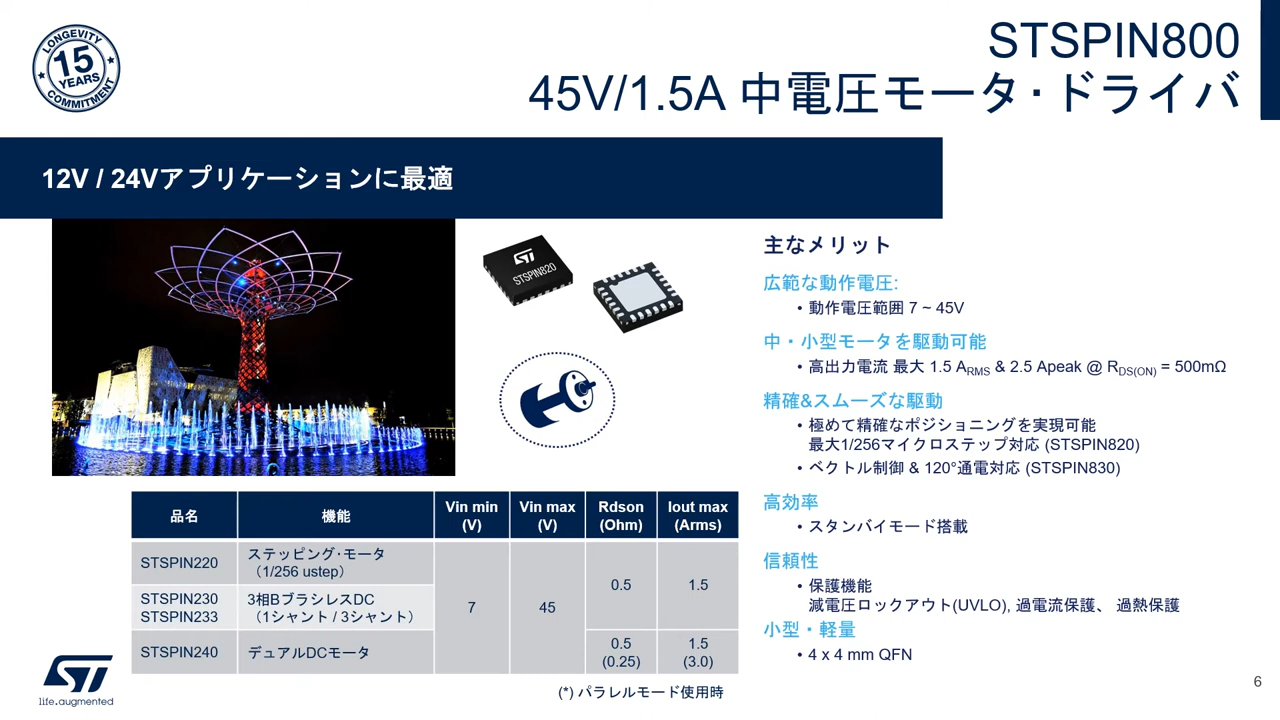 LONGEVITY
15
YEARS
COMMITMENT
STSPIN800
45V/1.5A 中電圧モータ･ドライバ
12V / 24Vアプリケーションに最適
ST
STSPIN820
主なメリット
広範な動作電圧:
• 動作電圧範囲 7 ~ 45V
中・小型モータを駆動可能
• 高出力電流 最大 1.5 ARMS & 2.5 Apeak @ RDS(ON) = 500mΩ
精確&スムーズな駆動
• 極めて精確なポジショニングを実現可能
最大1/256マイクロステップ対応 (STSPIN820)
• ベクトル制御 & 120°通電対応 (STSPIN830)
高効率
• スタンバイモード搭載
信頼性
• 保護機能
減電圧ロックアウト(UVLO), 過電流保護、 過熱保護
小型・軽量
• 4 x 4 mm QFN
品名 機能 Vin min (V) Vin max (V) Rdson (Ohm) Iout max (Arms)
STSPIN220 ステッピング･モータ
（1/256 ustep）
STSPIN230 3相BブラシレスDC
STSPIN233 （1シャント / 3シャント）
7 45 0.5 1.5
STSPIN240 デュアルDCモータ 0.5 (0.25) 1.5 (3.0)
(*) パラレルモード使用時
ST
life.augmented
6